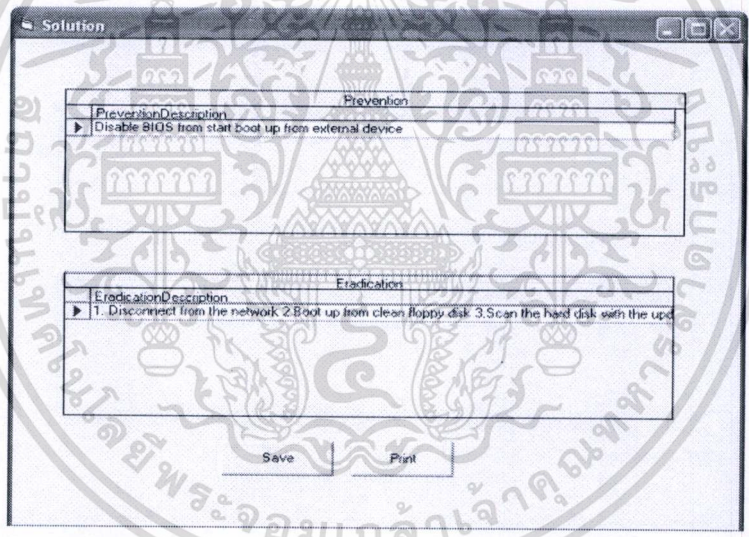 Solution
Prevention
PreventionDescription
Disable BIOS from start boot up from external device
Eradication
EradicationDescription
1. Disconnect from the network 2.Boot up from clean floppy disk 3.Scan the hard disk with the upd
Save
Print